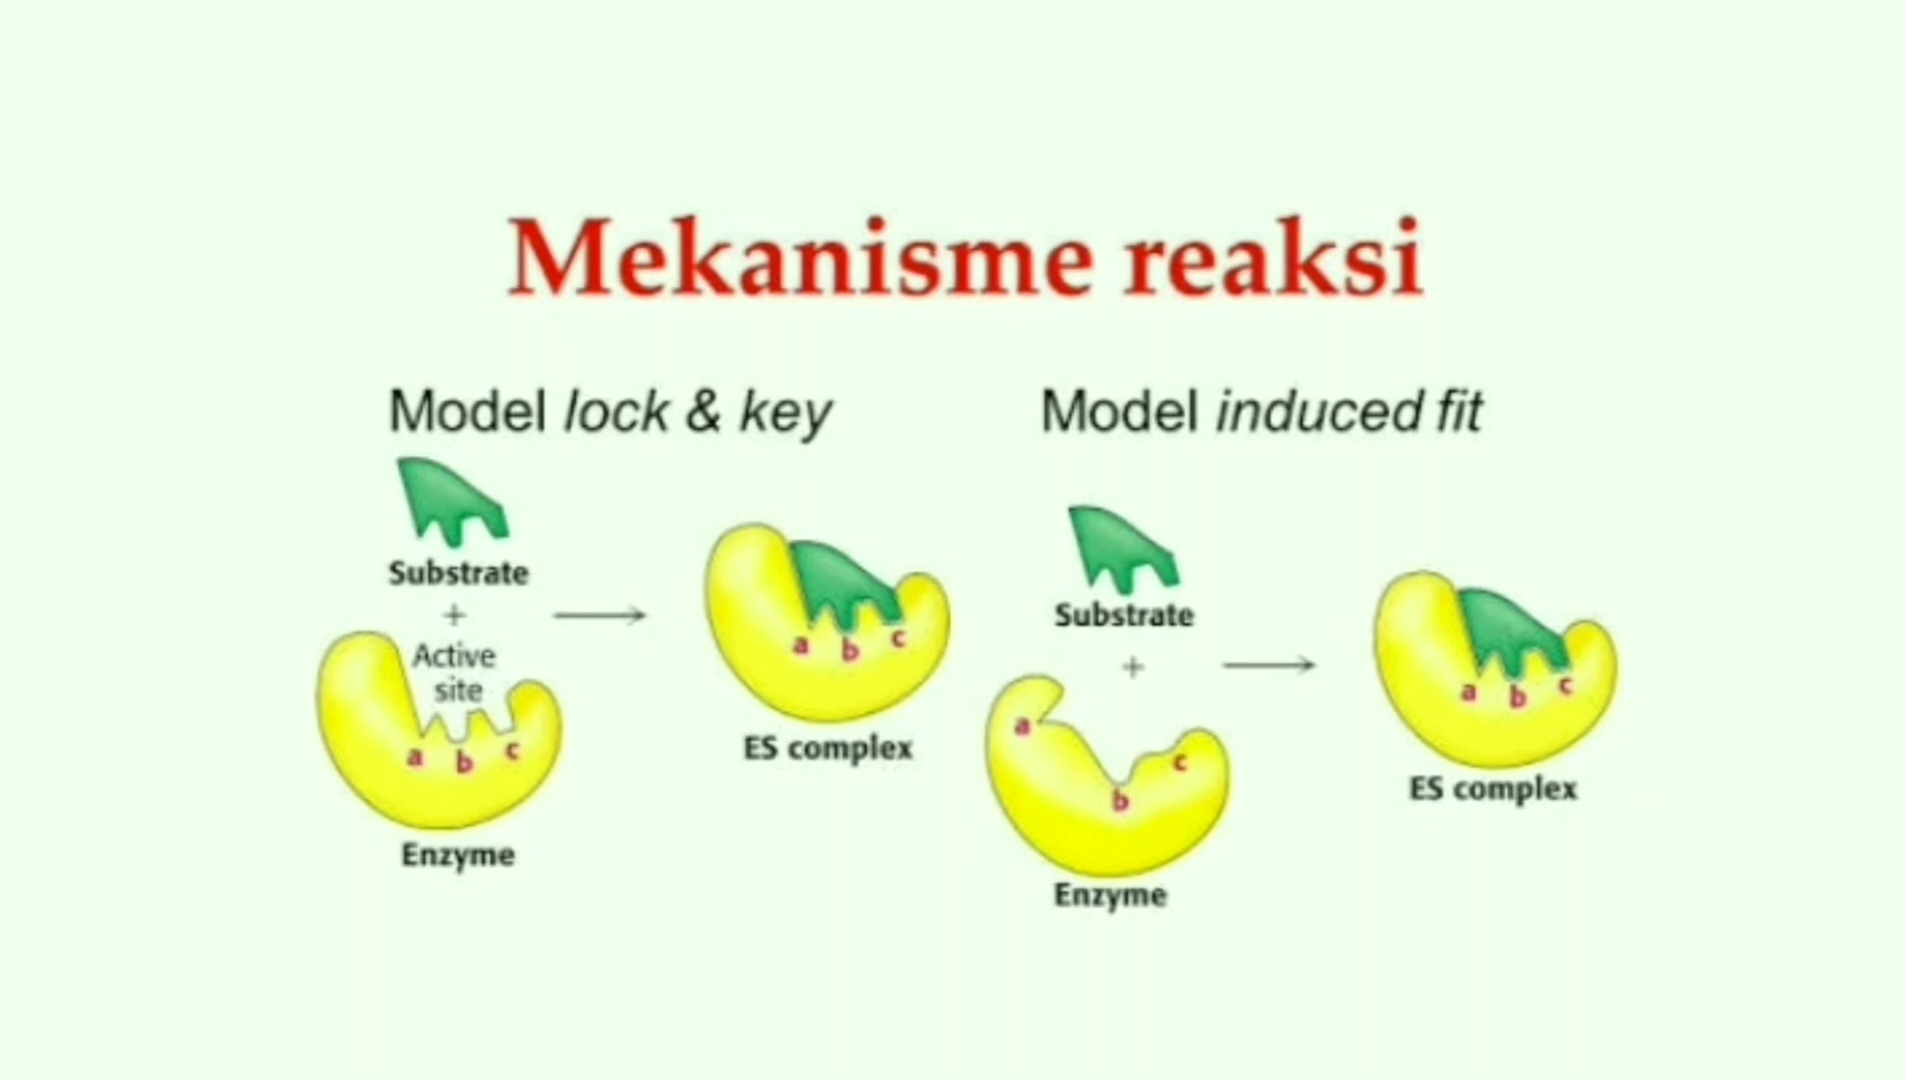 Mekanisme reaksi
Model lock & key
Substrate
+
Active
site
a b c
Enzyme
a b c
ES complex
Model induced fit
Substrate
+
a
b
c
Enzyme
a b c
ES complex